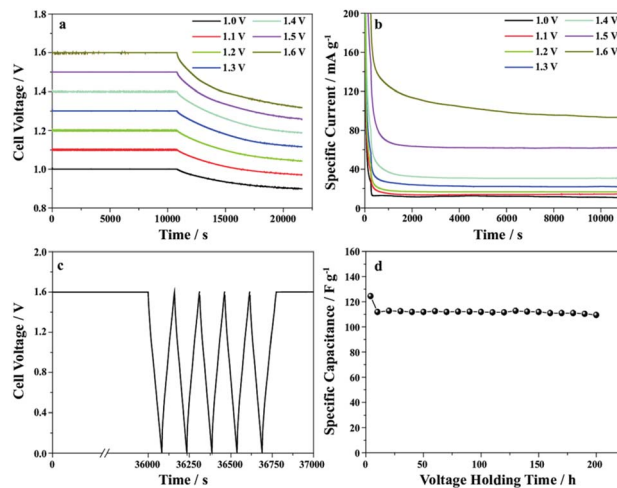 a
1.0 V 1.4 V
1.1 V 1.5 V
1.2 V 1.6 V
1.3 V
Cell Voltage / V
1.8
1.6
1.4
1.2
1.0
0.8
0 5000 10000 15000 20000
Time / s
b
1.0 V 1.4 V
1.1 V 1.5 V
1.2 V 1.6 V
1.3 V
Specific Current / mA g⁻¹
200
160
120
80
40
0
0 2000 4000 6000 8000 10000
Time / s
c
Cell Voltage / V
2.0
1.6
1.2
0.8
0.4
0.0
0 36000 36250 36500 36750 37000
Time / s
d
Specific Capacitance / F g⁻¹
160
140
120
100
80
60
40
20
0
0 50 100 150 200
Voltage Holding Time / h